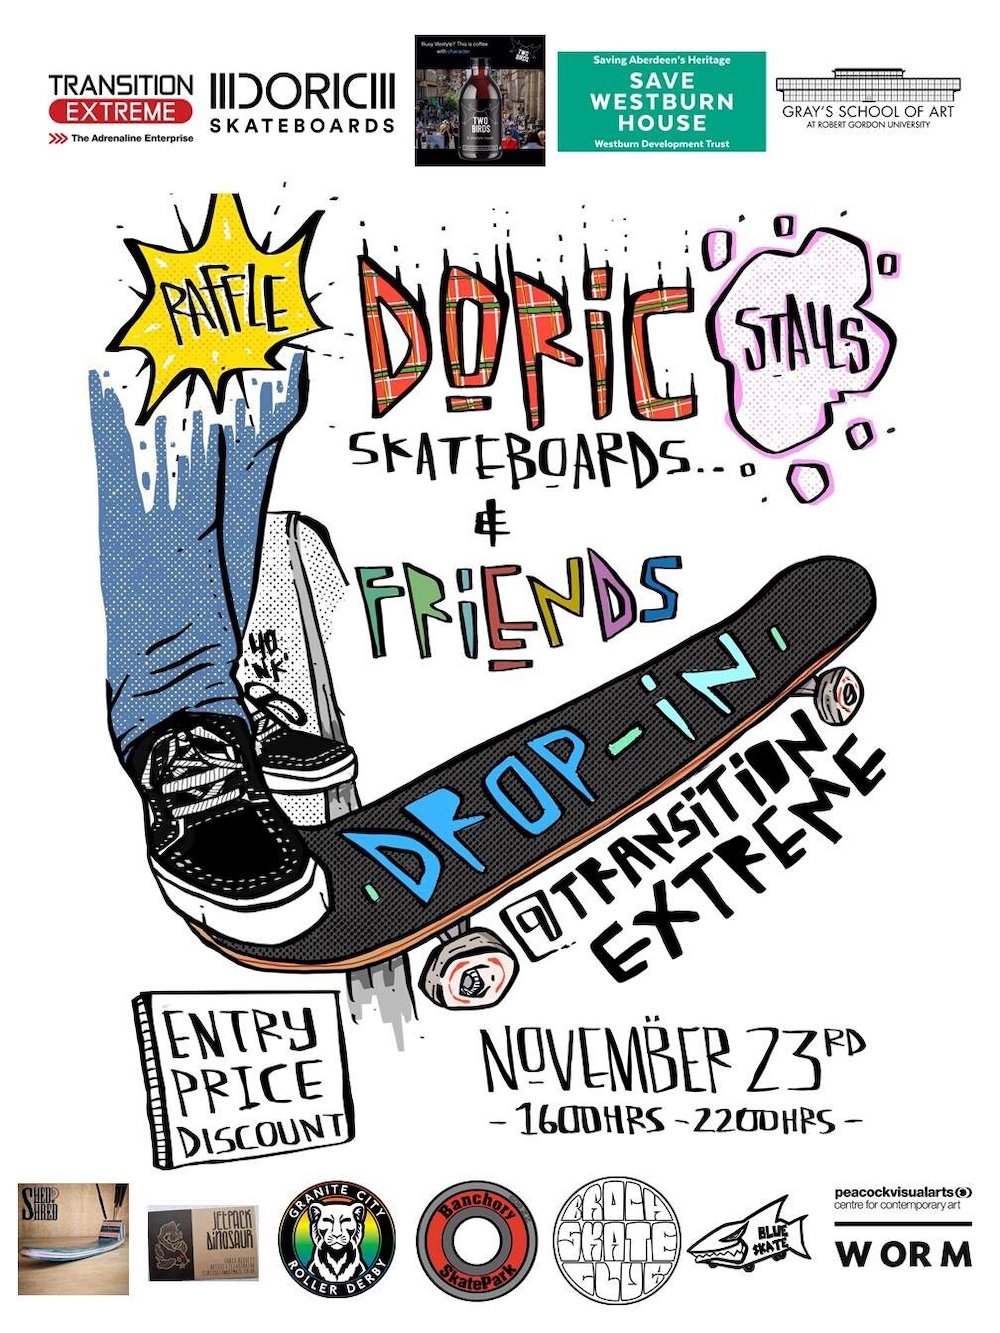 TRANSITION
EXTREME
The Adrenaline Enterprise
DORIC
SKATEBOARDS
Busy lifestyle? This is coffee
with character
TWO
BIRDS
TWO
BIRDS
Saving Aberdeen's Heritage
SAVE
WESTBURN
HOUSE
Westburn Development Trust
GRAY'S SCHOOL OF ART
AT ROBERT GORDON UNIVERSITY
RAFFLE
DORIC
STALLS
SKATEBOARDS...
&
FRIENDS
DROP-IN
@TRANSITION
EXTREME
ENTRY
PRICE
DISCOUNT
NOVEMBER 23RD
- 1600HRS - 2200HRS -
SHED
SHRED
JETPACK
DINOSAUR
GRANITE CITY
ROLLER DERBY
Banchory
SkatePark
BROCH
SKATE
CLUB
BLUE
SKATE
peacockvisualarts
centre for contemporary art
WORM